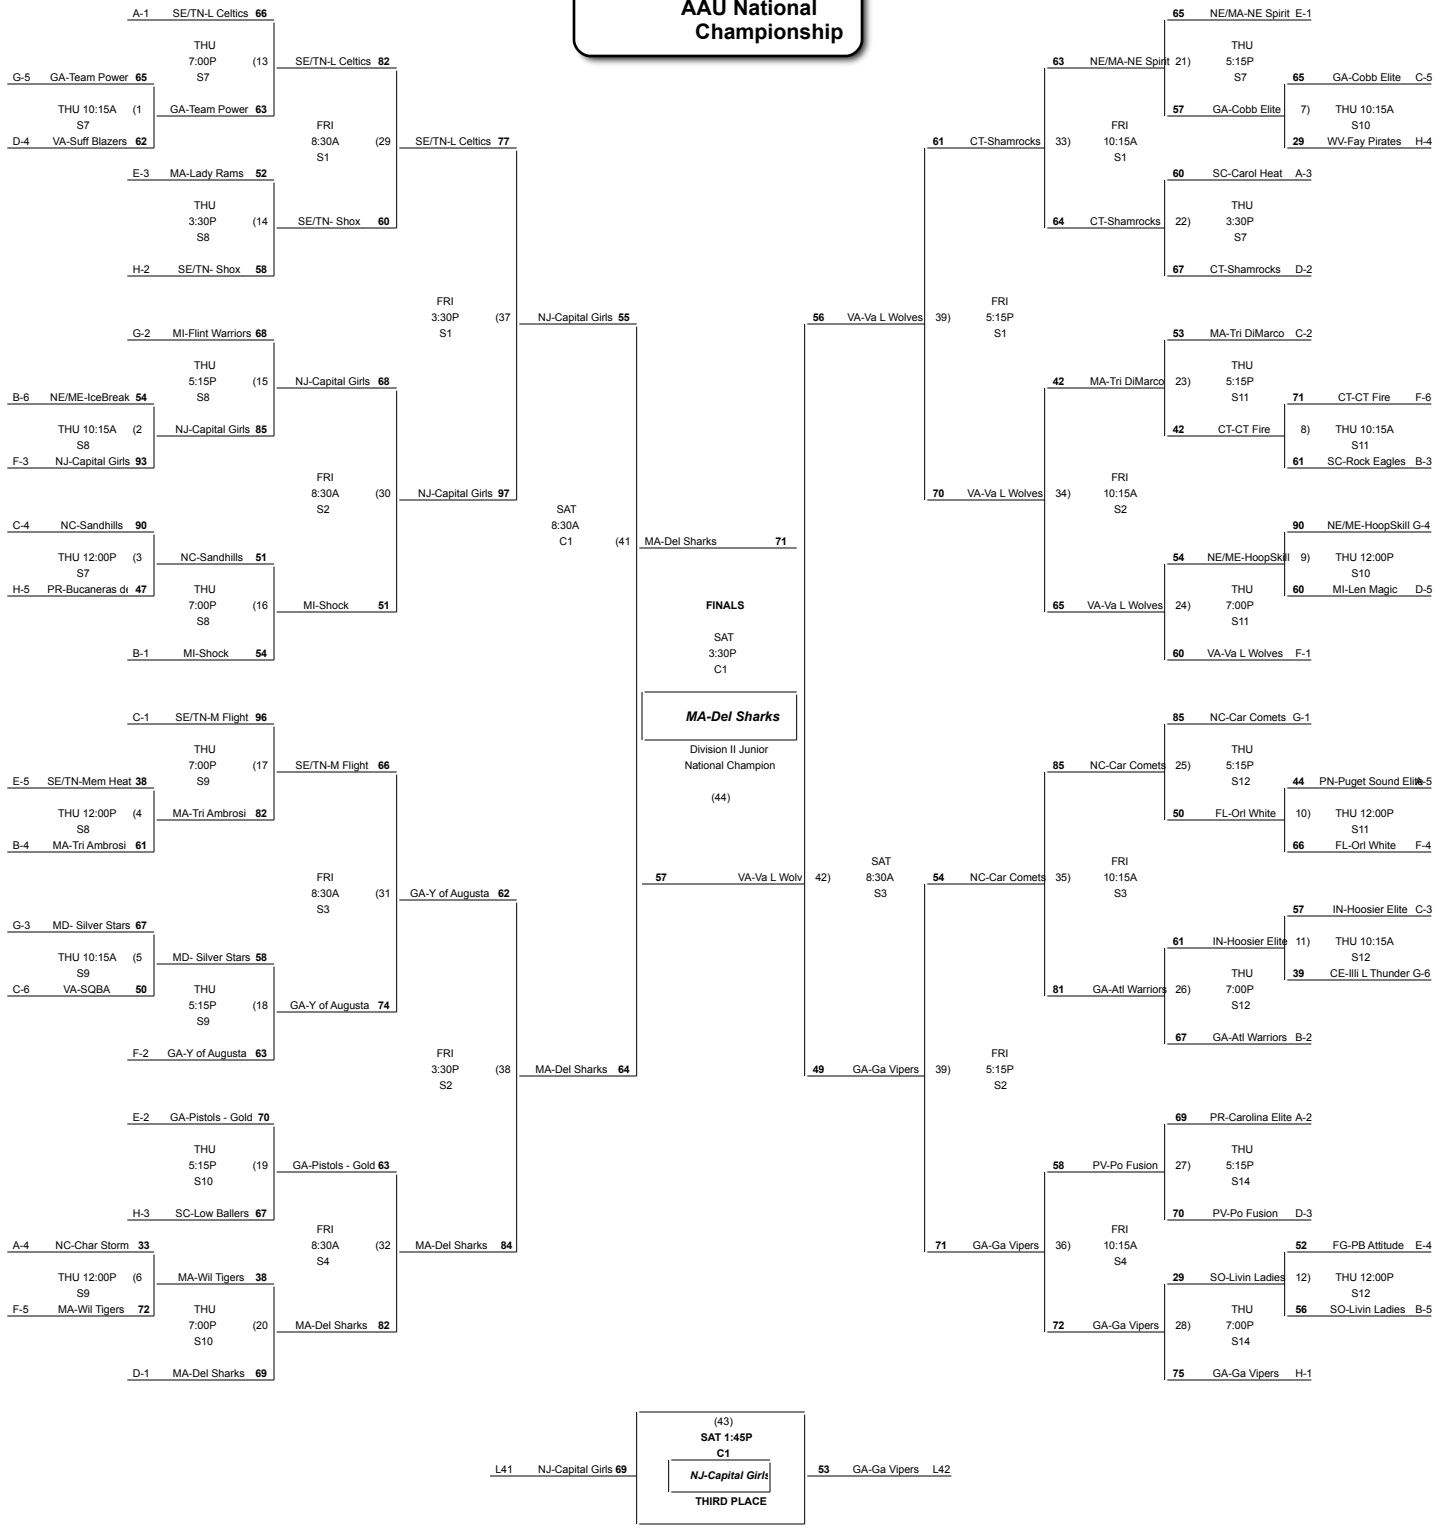 AAU National
Championship
A-1 SE/TN-L Celtics 66
THU
7:00P (13
S7
SE/TN-L Celtics 82
G-5 GA-Team Power 65
THU 10:15A (1
S7
GA-Team Power 63
D-4 VA-Suff Blazers 62
FRI
8:30A (29
S1
SE/TN-L Celtics 77
E-3 MA-Lady Rams 52
THU
3:30P (14
S8
SE/TN- Shox 60
H-2 SE/TN- Shox 58
FRI
3:30P (37
S1
NJ-Capital Girls 55
G-2 MI-Flint Warriors 68
THU
5:15P (15
S8
NJ-Capital Girls 68
B-6 NE/ME-IceBreak 54
THU 10:15A (2
S8
NJ-Capital Girls 85
F-3 NJ-Capital Girls 93
FRI
8:30A (30
S2
NJ-Capital Girls 97
C-4 NC-Sandhills 90
THU 12:00P (3
S7
NC-Sandhills 51
H-5 PR-Bucaneras de 47
THU
7:00P (16
S8
MI-Shock 51
B-1 MI-Shock 54
SAT
8:30A
C1 (41
MA-Del Sharks 71
FINALS
SAT
3:30P
C1
MA-Del Sharks
Division II Junior
National Champion
(44)
57 VA-Va L Wolv
C-1 SE/TN-M Flight 96
THU
7:00P (17
S9
SE/TN-M Flight 66
E-5 SE/TN-Mem Heat 38
THU 12:00P (4
S8
MA-Tri Ambrosi 82
B-4 MA-Tri Ambrosi 61
FRI
8:30A (31
S3
GA-Y of Augusta 62
G-3 MD- Silver Stars 67
THU 10:15A (5
S9
MD- Silver Stars 58
C-6 VA-SQBA 50
THU
5:15P (18
S9
GA-Y of Augusta 74
F-2 GA-Y of Augusta 63
FRI
3:30P (38
S2
MA-Del Sharks 64
E-2 GA-Pistols - Gold 70
THU
5:15P (19
S10
GA-Pistols - Gold 63
H-3 SC-Low Ballers 67
FRI
8:30A (32
S4
MA-Del Sharks 84
A-4 NC-Char Storm 33
THU 12:00P (6
S9
MA-Wil Tigers 38
F-5 MA-Wil Tigers 72
THU
7:00P (20
S10
MA-Del Sharks 82
D-1 MA-Del Sharks 69
65 NE/MA-NE Spirit E-1
THU
5:15P
S7
63 NE/MA-NE Spirit 21)
65 GA-Cobb Elite C-5
57 GA-Cobb Elite 7) THU 10:15A
S10
29 WV-Fay Pirates H-4
61 CT-Shamrocks 33)
FRI
10:15A
S1
60 SC-Carol Heat A-3
THU
3:30P
S7
64 CT-Shamrocks 22)
67 CT-Shamrocks D-2
56 VA-Va L Wolves 39)
FRI
5:15P
S1
53 MA-Tri DiMarco C-2
THU
5:15P
S11
42 MA-Tri DiMarco 23)
71 CT-CT Fire F-6
42 CT-CT Fire 8) THU 10:15A
S11
61 SC-Rock Eagles B-3
70 VA-Va L Wolves 34)
FRI
10:15A
S2
90 NE/ME-HoopSkill G-4
54 NE/ME-HoopSkill 9) THU 12:00P
S10
60 MI-Len Magic D-5
THU
7:00P
S11
65 VA-Va L Wolves 24)
60 VA-Va L Wolves F-1
42) SAT
8:30A
S3
85 NC-Car Comets G-1
THU
5:15P
S12
85 NC-Car Comets 25)
44 PN-Puget Sound Elite A-5
50 FL-Orl White 10) THU 12:00P
S11
66 FL-Orl White F-4
54 NC-Car Comets 35)
FRI
10:15A
S3
57 IN-Hoosier Elite C-3
61 IN-Hoosier Elite 11) THU 10:15A
S12
39 CE-Illi L Thunder G-6
THU
7:00P
S12
81 GA-Atl Warriors 26)
67 GA-Atl Warriors B-2
49 GA-Ga Vipers 39)
FRI
5:15P
S2
69 PR-Carolina Elite A-2
THU
5:15P
S14
58 PV-Po Fusion 27)
70 PV-Po Fusion D-3
71 GA-Ga Vipers 36)
FRI
10:15A
S4
52 FG-PB Attitude E-4
29 SO-Livin Ladies 12) THU 12:00P
S12
56 SO-Livin Ladies B-5
THU
7:00P
S14
72 GA-Ga Vipers 28)
75 GA-Ga Vipers H-1
(43)
SAT 1:45P
C1
L41 NJ-Capital Girls 69
NJ-Capital Girls
53 GA-Ga Vipers L42
THIRD PLACE